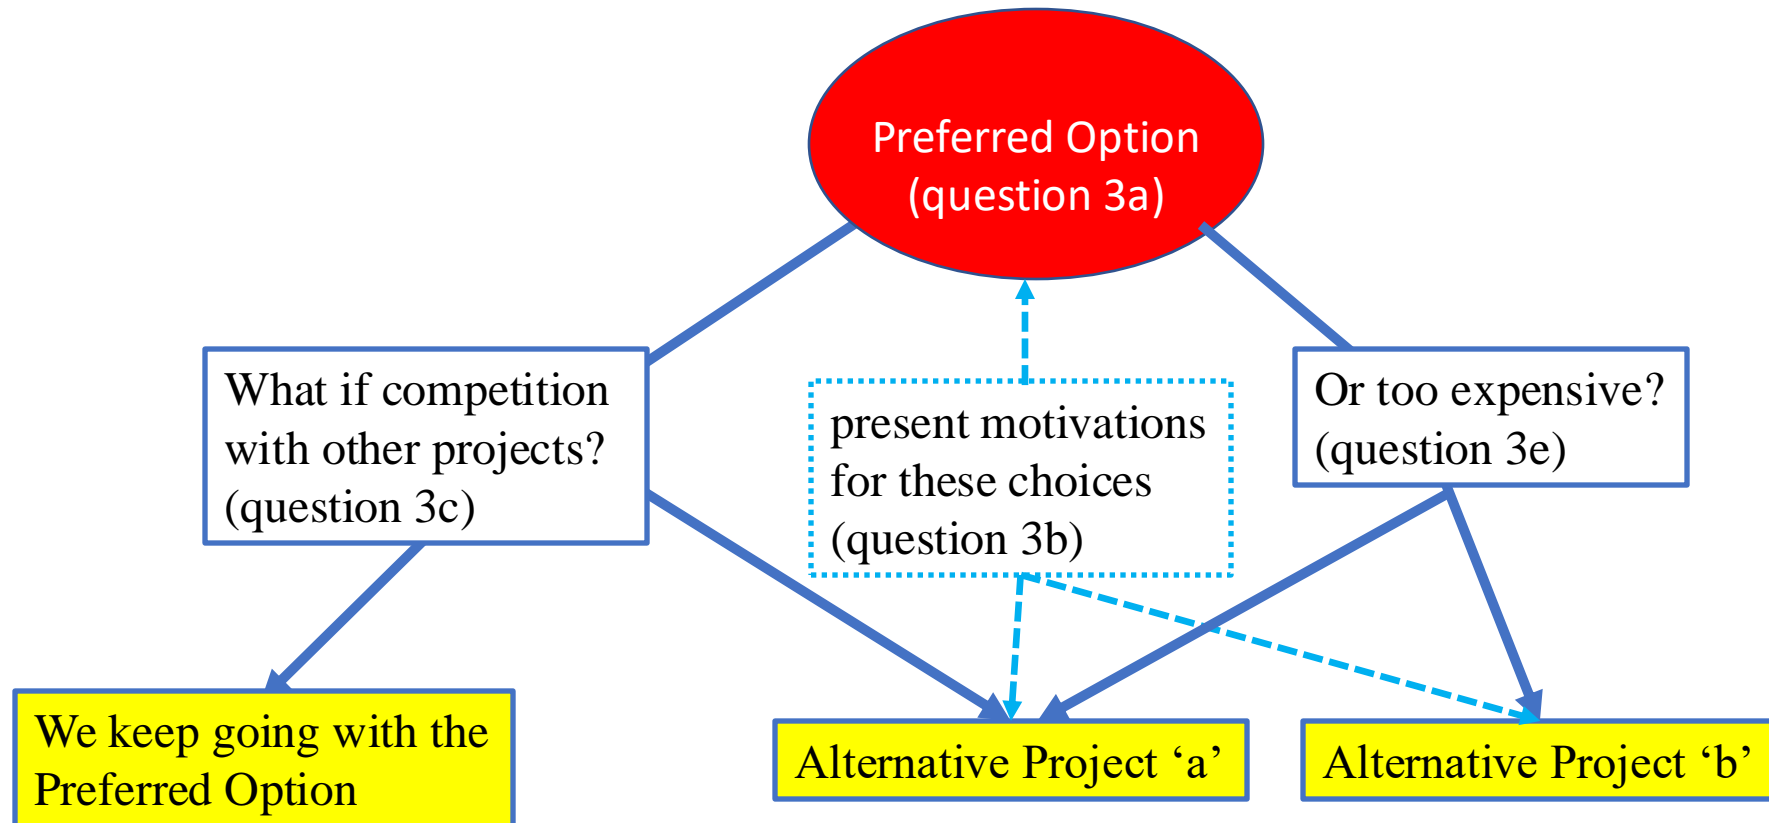 Preferred Option
(question 3a)
What if competition
with other projects?
(question 3c)
present motivations
for these choices
(question 3b)
Or too expensive?
(question 3e)
We keep going with the
Preferred Option
Alternative Project ‘a’
Alternative Project ‘b’